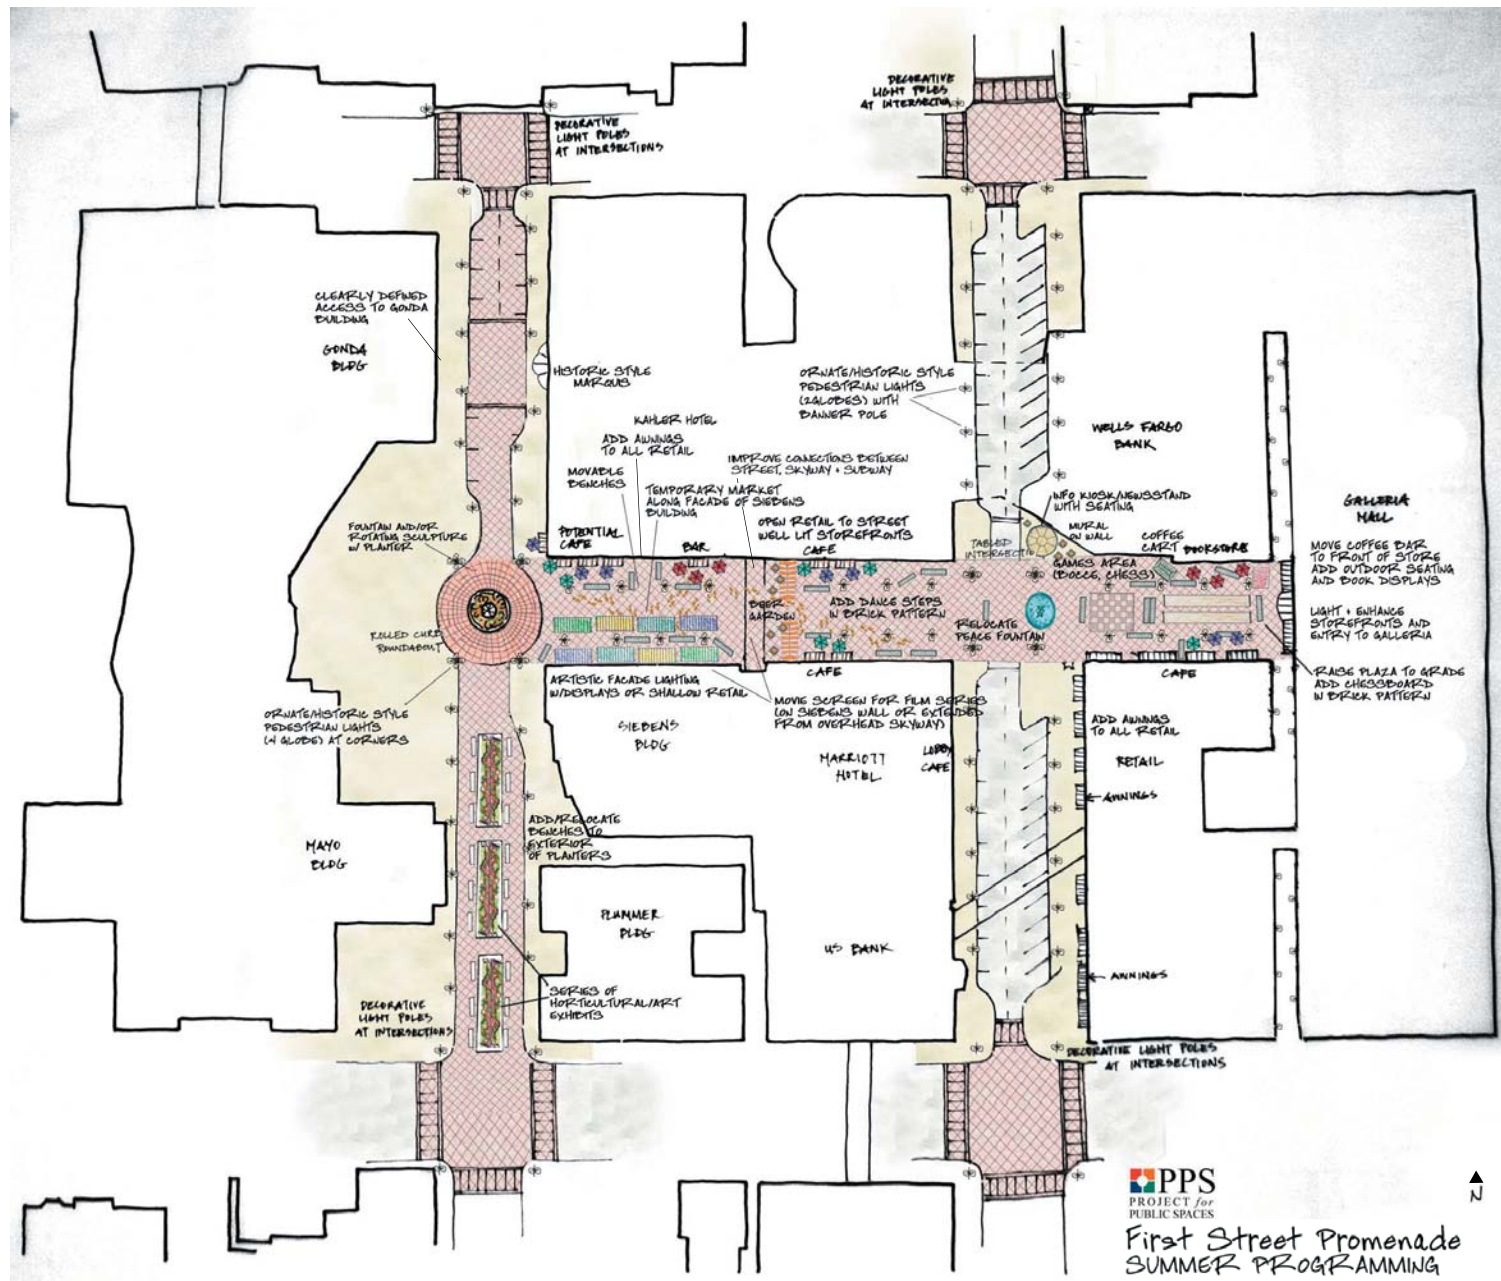 DECORATIVE
LIGHT POLES
AT INTERSECTIONS
DECORATIVE
LIGHT POLES
AT INTERSECTIONS
CLEARLY DEFINED
ACCESS TO GONDA
BUILDING
GONDA
BLDG
HISTORIC STYLE
MARQUIS
ORNATE/HISTORIC STYLE
PEDESTRIAN LIGHTS
(2GLOBES) WITH
BANNER POLE
KAHLER HOTEL
ADD AWNINGS
TO ALL RETAIL
MOVABLE
BENCHES
IMPROVE CONNECTIONS BETWEEN
STREET, SKYWAY + SUBWAY
TEMPORARY MARKET
ALONG FACADE OF SIEBENS
BUILDING
WELLS FARGO
BANK
INFO KIOSK/NEWSSTAND
WITH SEATING
GALLERIA
MALL
FOUNTAIN AND/OR
ROTATING SCULPTURE
W/ PLANTER
POTENTIAL
CAFE
BAR
OPEN RETAIL TO STREET
WELL LIT STOREFRONTS
CAFE
TABLED
INTERSECTION
MURAL
ON WALL
COFFEE
CART
BOOKSTORE
GAMES AREA
(BOCCE, CHESS)
MOVE COFFEE BAR
TO FRONT OF STORE
ADD OUTDOOR SEATING
AND BOOK DISPLAYS
BEER
GARDEN
ADD DANCE STEPS
IN BRICK PATTERN
RELOCATE
PEACE FOUNTAIN
LIGHT + ENHANCE
STOREFRONTS AND
ENTRY TO GALLERIA
ROLLED CURB
ROUNDABOUT
ARTISTIC FACADE LIGHTING
W/DISPLAYS OR SHALLOW RETAIL
CAFE
CAFE
RAISE PLAZA TO GRADE
ADD CHESSBOARD
IN BRICK PATTERN
MOVIE SCREEN FOR FILM SERIES
(ON SIEBENS WALL OR EXTENDED
FROM OVERHEAD SKYWAY)
ORNATE/HISTORIC STYLE
PEDESTRIAN LIGHTS
(4 GLOBE) AT CORNERS
SIEBENS
BLDG
MARRIOTT
HOTEL
LOBBY
CAFE
ADD AWNINGS
TO ALL RETAIL
RETAIL
AWNINGS
ADD/RELOCATE
BENCHES TO
EXTERIOR
OF PLANTERS
MAYO
BLDG
PLUMMER
BLDG
US BANK
AWNINGS
SERIES OF
HORTICULTURAL/ART
EXHIBITS
DECORATIVE
LIGHT POLES
AT INTERSECTIONS
DECORATIVE LIGHT POLES
AT INTERSECTIONS
PPS
PROJECT for
PUBLIC SPACES
N
First Street Promenade
SUMMER PROGRAMMING